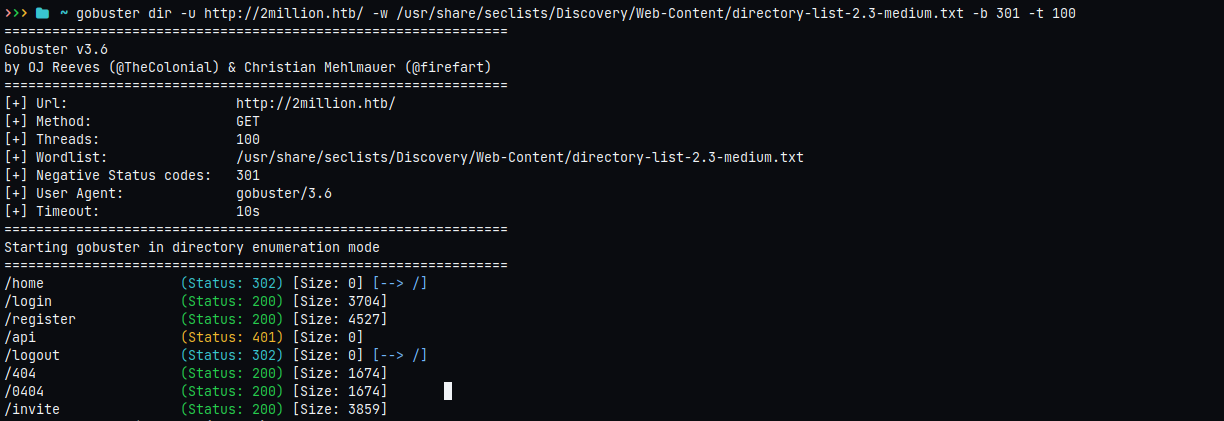 >>> ~ gobuster dir -u http://2million.htb/ -w /usr/share/seclists/Discovery/Web-Content/directory-list-2.3-medium.txt -b 301 -t 100
===============================================================
Gobuster v3.6
by OJ Reeves (@TheColonial) & Christian Mehlmauer (@firefart)
===============================================================
[+] Url:                     http://2million.htb/
[+] Method:                  GET
[+] Threads:                 100
[+] Wordlist:                /usr/share/seclists/Discovery/Web-Content/directory-list-2.3-medium.txt
[+] Negative Status codes:   301
[+] User Agent:              gobuster/3.6
[+] Timeout:                 10s
===============================================================
Starting gobuster in directory enumeration mode
===============================================================
/home                 (Status: 302) [Size: 0] [--> /]
/login                (Status: 200) [Size: 3704]
/register             (Status: 200) [Size: 4527]
/api                  (Status: 401) [Size: 0]
/logout               (Status: 302) [Size: 0] [--> /]
/404                  (Status: 200) [Size: 1674]
/0404                 (Status: 200) [Size: 1674]
/invite               (Status: 200) [Size: 3859]